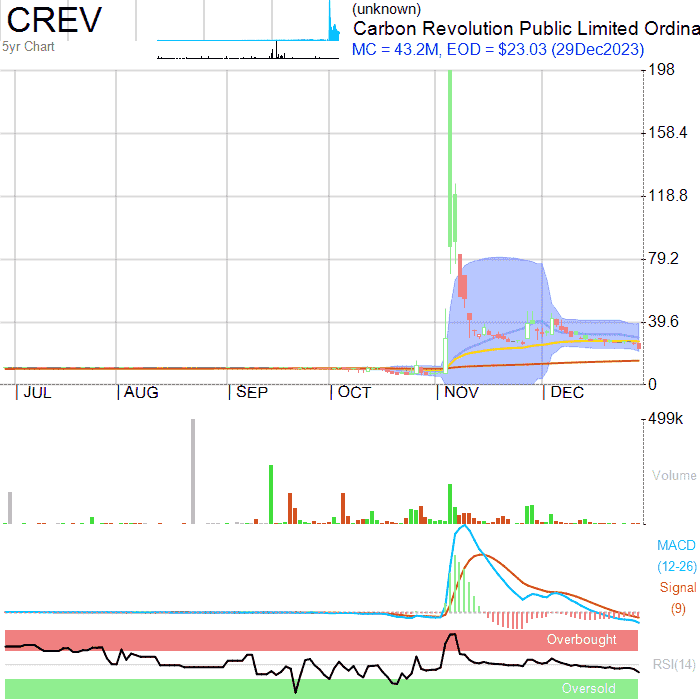 CREV
5yr Chart
(unknown)
Carbon Revolution Public Limited Ordina
MC = 43.2M, EOD = $23.03 (29Dec2023)
198
158.4
118.8
79.2
39.6
0
JUL AUG SEP OCT NOV DEC
499k
Volume
MACD
(12-26)
Signal
(9)
Overbought
RSI(14)
Oversold